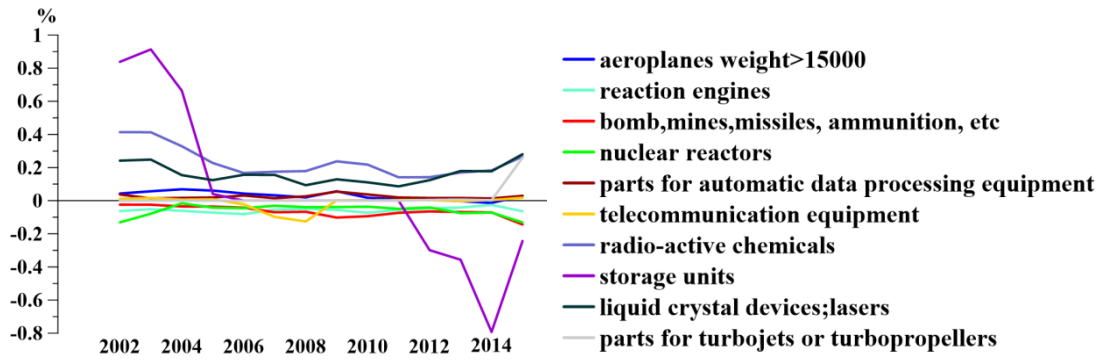 %
1
0.8
0.6
0.4
0.2
0
-0.2
-0.4
-0.6
-0.8
2002 2004 2006 2008 2010 2012 2014
aeroplanes weight>15000
reaction engines
bomb,mines,missiles, ammunition, etc
nuclear reactors
parts for automatic data processing equipment
telecommunication equipment
radio-active chemicals
storage units
liquid crystal devices;lasers
parts for turbojets or turbopropellers